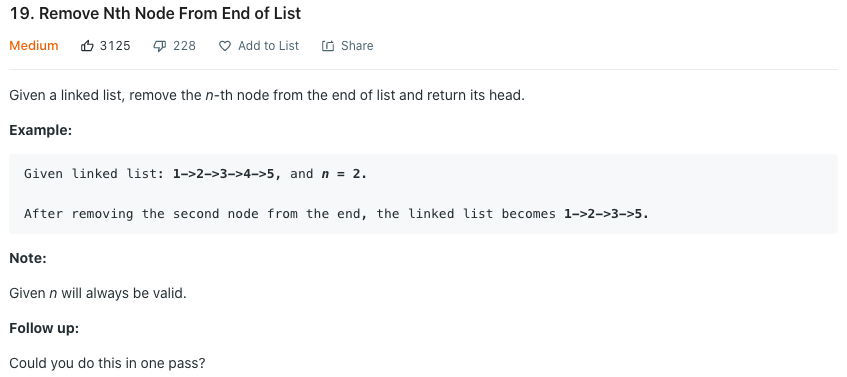 19. Remove Nth Node From End of List
Medium 3125 228 Add to List Share
Given a linked list, remove the n-th node from the end of list and return its head.
Example:
Given linked list: 1->2->3->4->5, and n = 2.
After removing the second node from the end, the linked list becomes 1->2->3->5.
Note:
Given n will always be valid.
Follow up:
Could you do this in one pass?